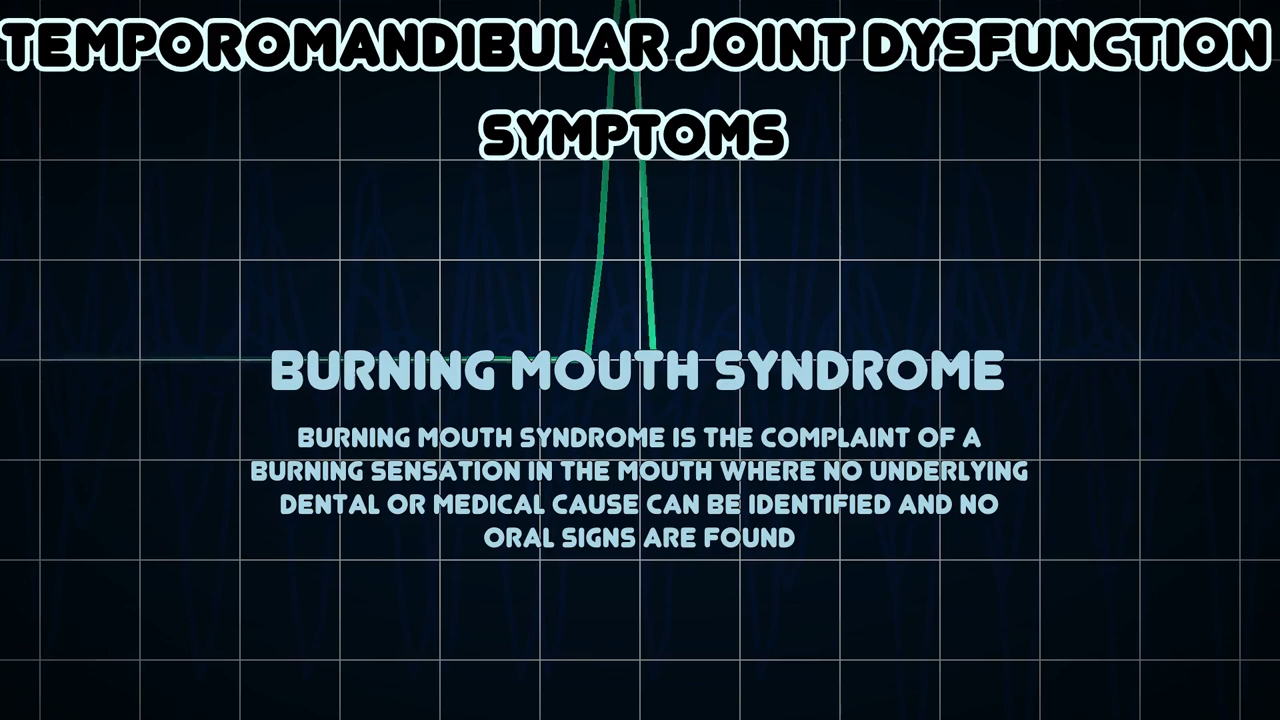 TEMPOROMANDIBULAR JOINT DYSFUNCTION
SYMPTOMS
BURNING MOUTH SYNDROME
BURNING MOUTH SYNDROME IS THE COMPLAINT OF A
BURNING SENSATION IN THE MOUTH WHERE NO UNDERLYING
DENTAL OR MEDICAL CAUSE CAN BE IDENTIFIED AND NO
ORAL SIGNS ARE FOUND